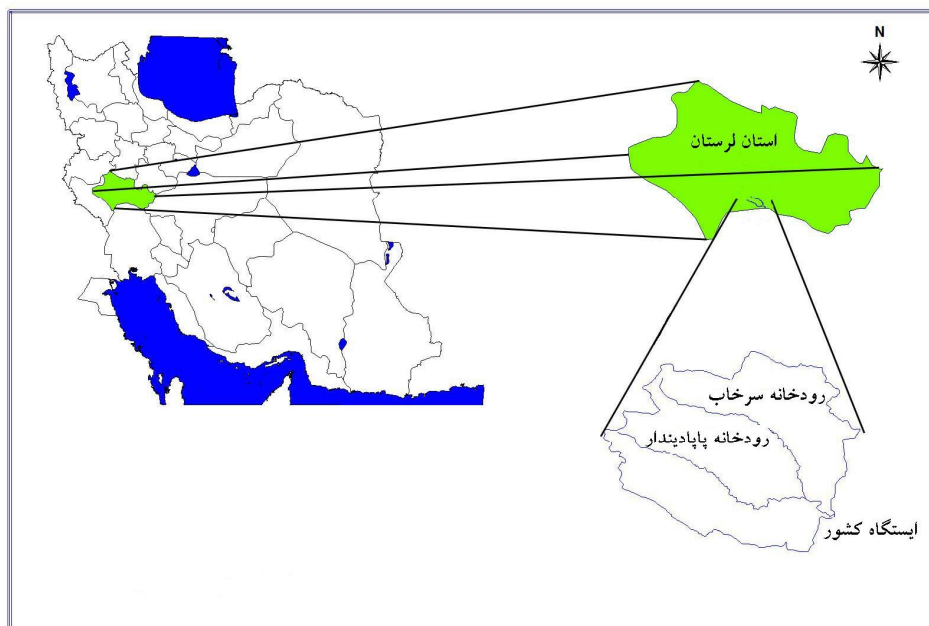 N
استان لرستان
رودخانه سرخاب
رودخانه پاپادیندار
ایستگاه کشور